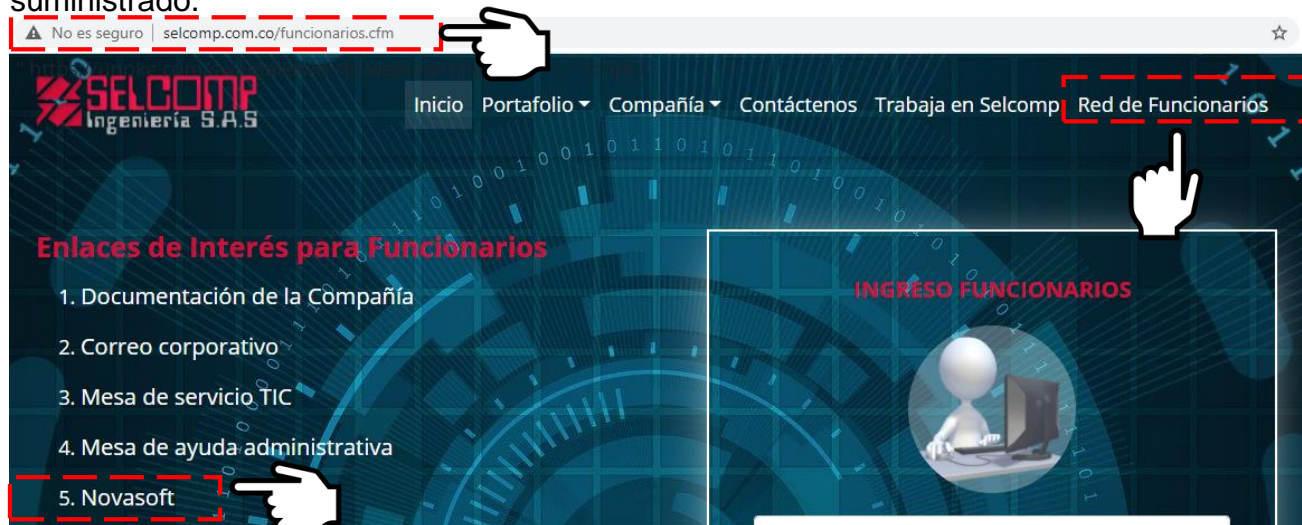 suministrado.
No es seguro | selcomp.com.co/funcionarios.cfm
SELCOMP
Ingeniería S.A.S
Inicio Portafolio Compañía Contáctenos Trabaja en Selcomp Red de Funcionarios
Enlaces de Interés para Funcionarios
1. Documentación de la Compañía
2. Correo corporativo
3. Mesa de servicio TIC
4. Mesa de ayuda administrativa
5. Novasoft
INGRESO FUNCIONARIOS